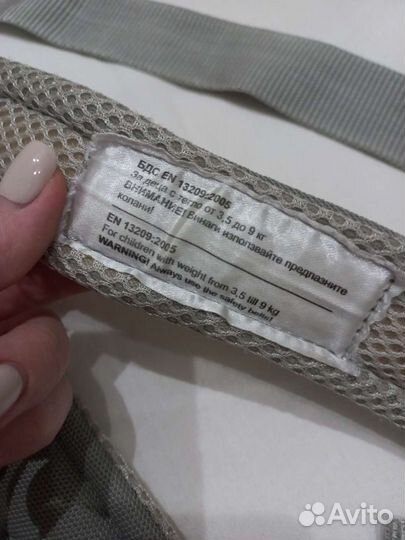 БДС EN 13209:2005
За деца с тегло от 3,5 до 9 кг
ВНИМАНИЕ! Винаги използвайте предпазните
колани!
EN 13209:2005
For children with weight from 3.5 till 9 kg
WARNING! Always use the safety belts!
Avito